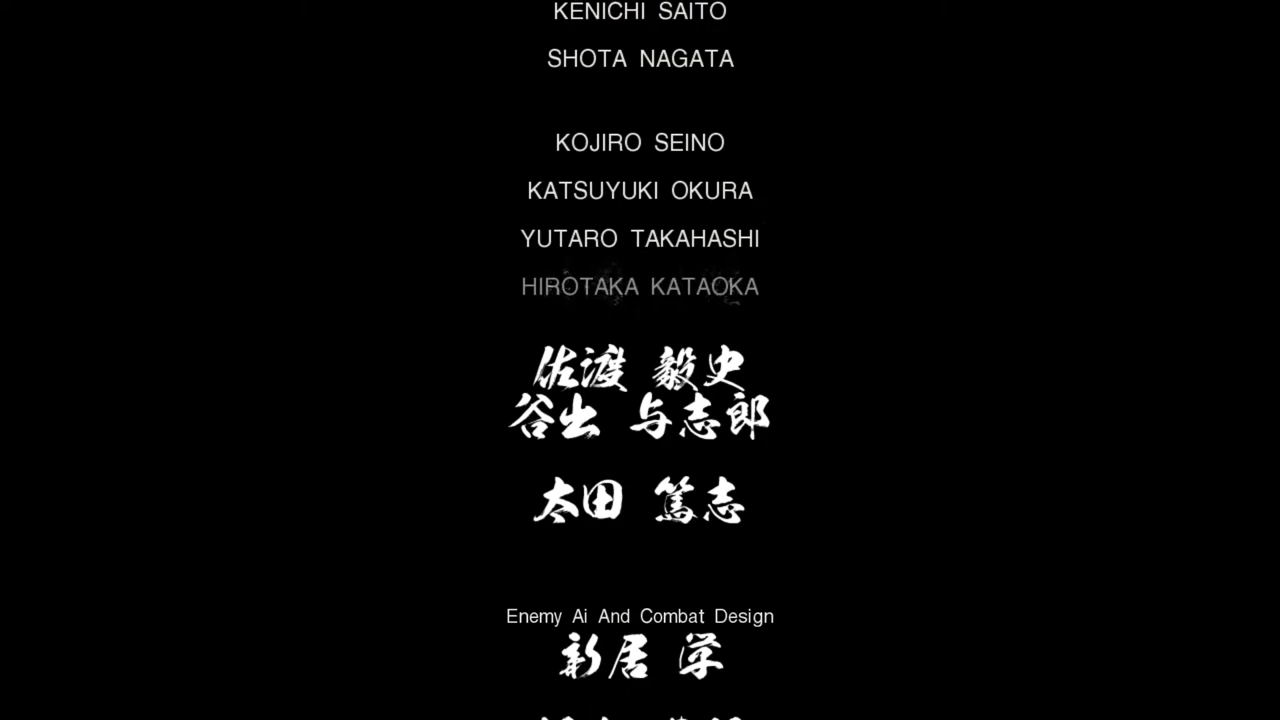 KENICHI SAITO
SHOTA NAGATA
KOJIRO SEINO
KATSUYUKI OKURA
YUTARO TAKAHASHI
HIROTAKA KATAOKA
佐渡 毅史
谷出 与志郎
太田 篤志
Enemy Ai And Combat Design
新居 学